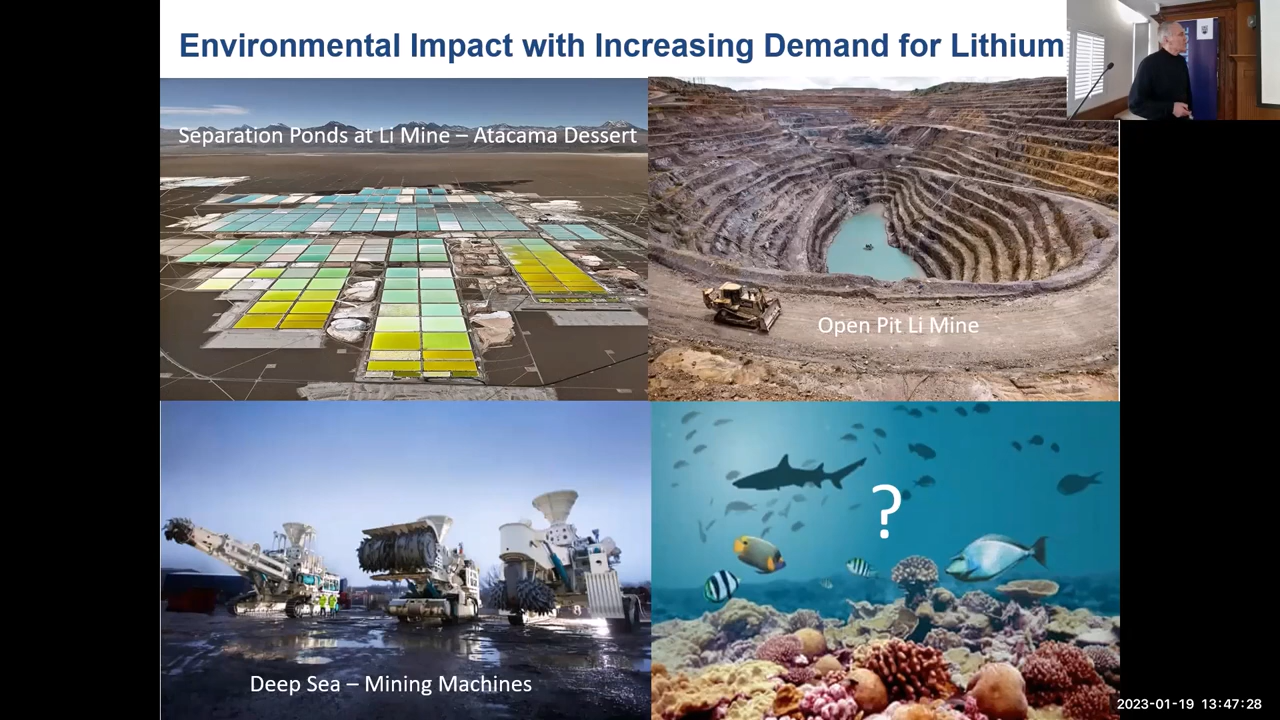 Environmental Impact with Increasing Demand for Lithium
Separation Ponds at Li Mine – Atacama Dessert
Open Pit Li Mine
?
Deep Sea – Mining Machines
2023-01-19 13:47:28